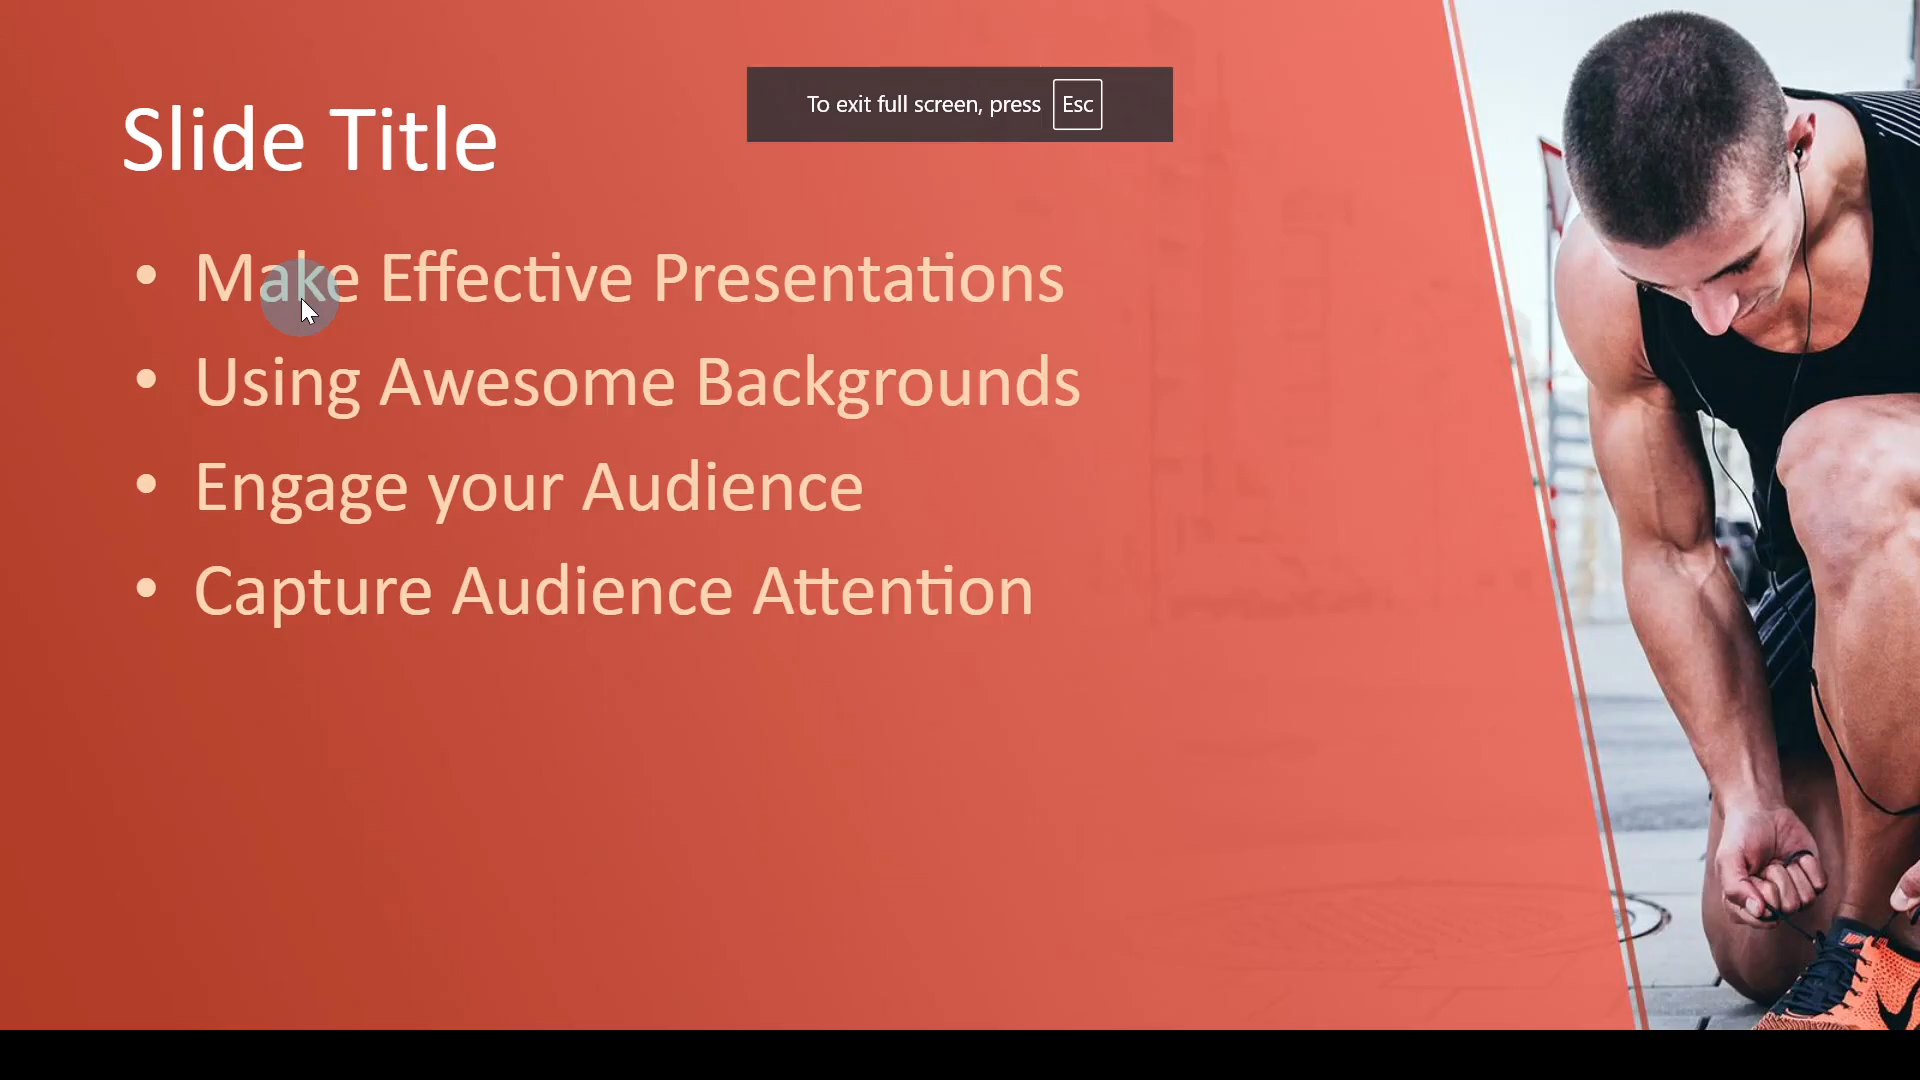 Slide Title
To exit full screen, press Esc
• Make Effective Presentations
• Using Awesome Backgrounds
• Engage your Audience
• Capture Audience Attention